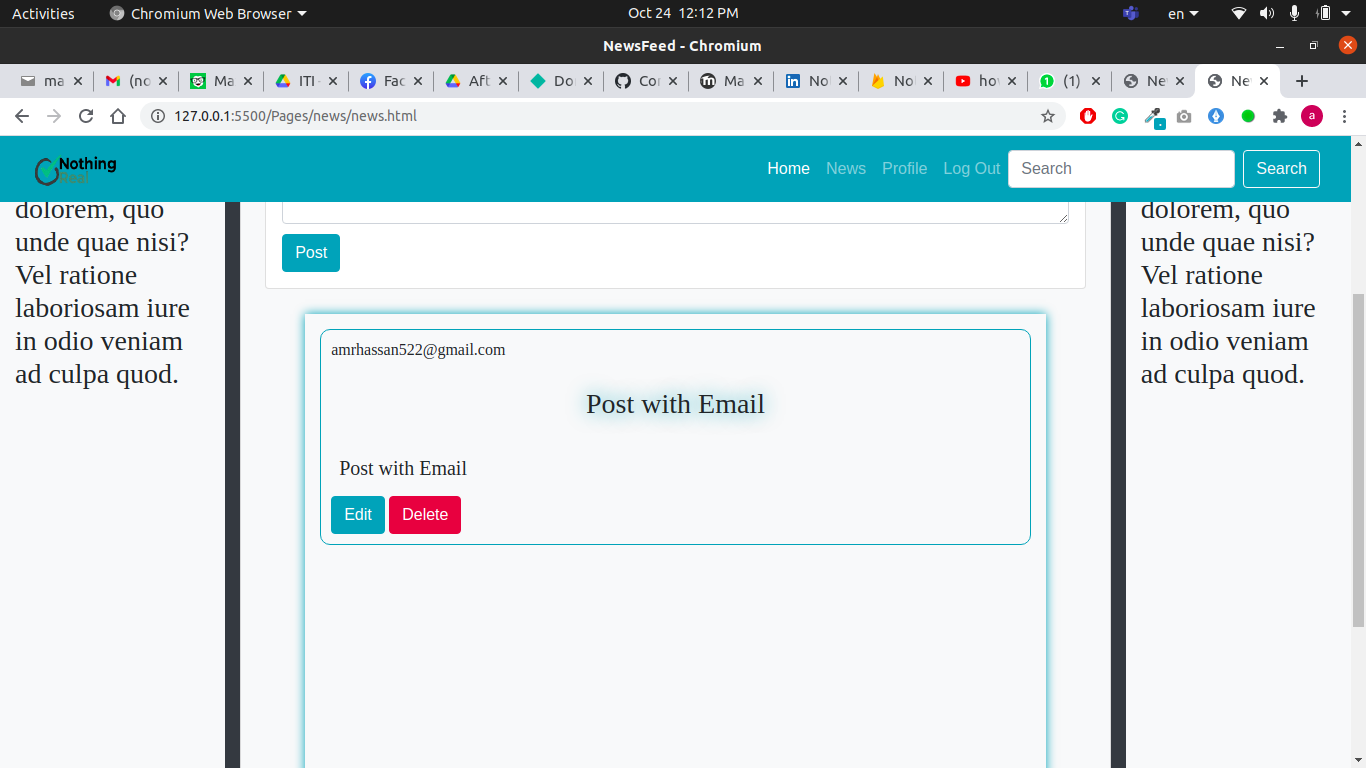 Activities Chromium Web Browser Oct 24 12:12 PM en
NewsFeed - Chromium
ma (no Ma ITI Fac Aft Do Cor Ma Nol Nol hov (1) Ne Ne
127.0.0.1:5500/Pages/news/news.html a
Nothing
Home News Profile Log Out Search Search
dolorem, quo
unde quae nisi?
Vel ratione
laboriosam iure
in odio veniam
ad culpa quod.
Post
amrhassan522@gmail.com
Post with Email
Post with Email
Edit Delete
dolorem, quo
unde quae nisi?
Vel ratione
laboriosam iure
in odio veniam
ad culpa quod.